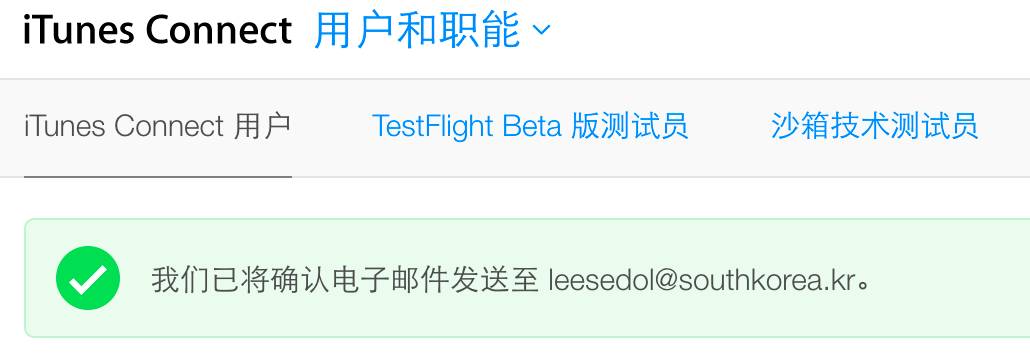 iTunes Connect 用户和职能
iTunes Connect 用户 TestFlight Beta 版测试员 沙箱技术测试员
我们已将确认电子邮件发送至 leesedol@southkorea.kr。